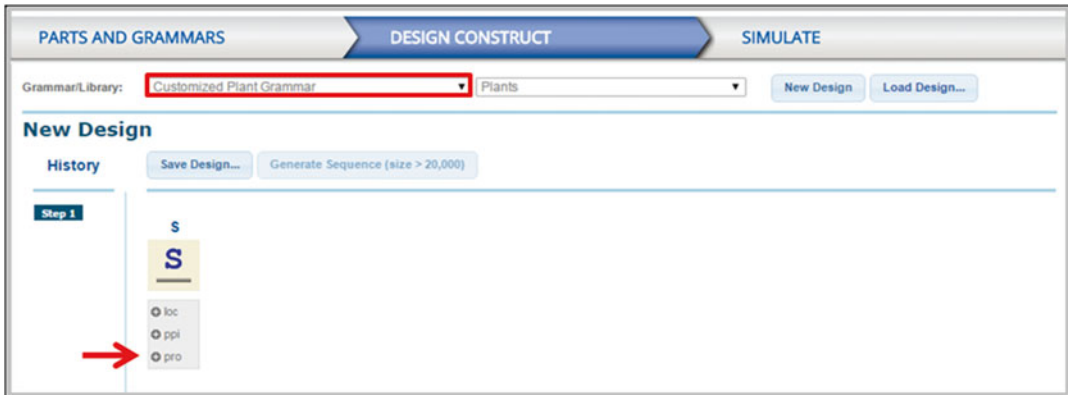 PARTS AND GRAMMARS DESIGN CONSTRUCT SIMULATE
Grammar/Library: Customized Plant Grammar Plants New Design Load Design...
New Design
History Save Design... Generate Sequence (size > 20,000)
Step 1
S
S
loc
ppi
pro